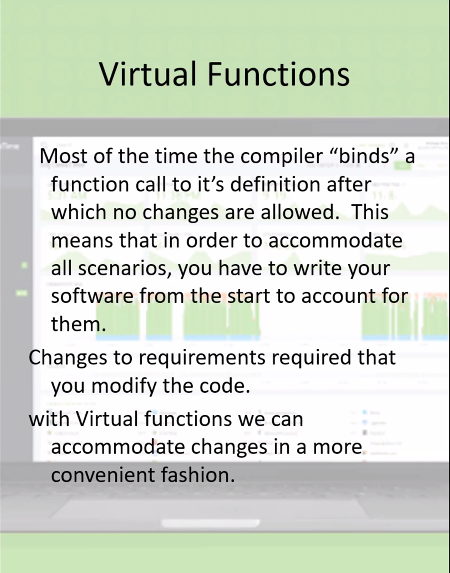 Virtual Functions
Most of the time the compiler “binds” a
function call to it’s definition after
which no changes are allowed.  This
means that in order to accommodate
all scenarios, you have to write your
software from the start to account for
them.
Changes to requirements required that
you modify the code.
with Virtual functions we can
accommodate changes in a more
convenient fashion.